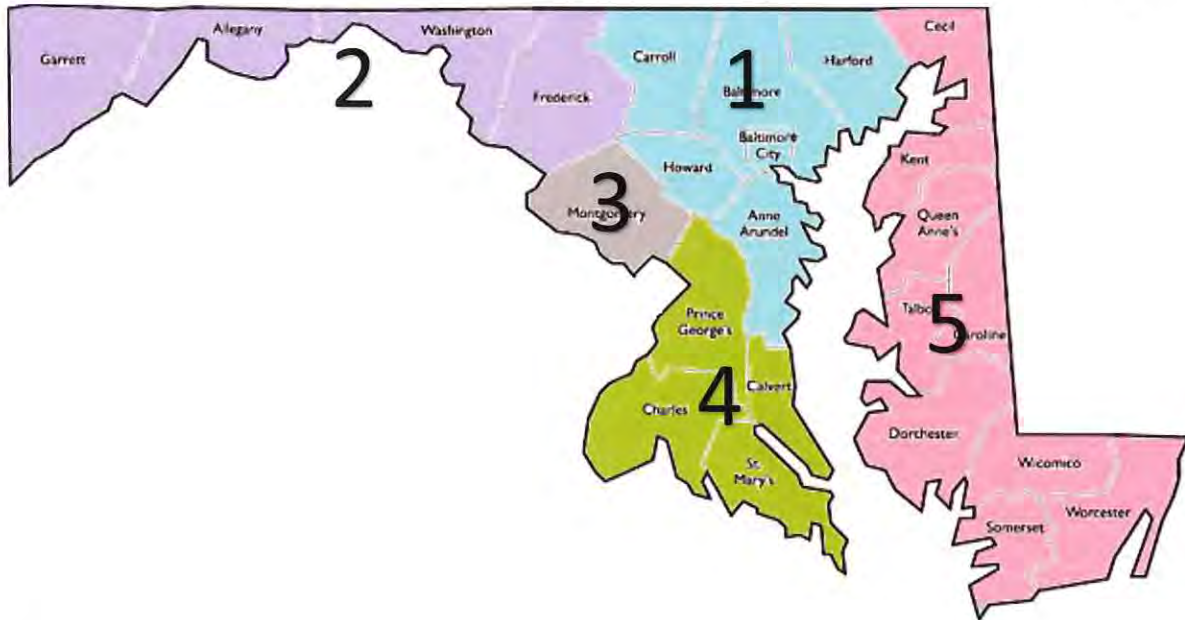 Garrett
Allegany
Washington
2
Frederick
Carroll
1
Baltimore
Harford
Cecil
Baltimore
City
Howard
3
Montgomery
Anne
Arundel
Kent
Queen
Anne's
Talbot
5
Caroline
Prince
George's
4
Calvert
Charles
St.
Mary's
Dorchester
Wicomico
Somerset
Worcester